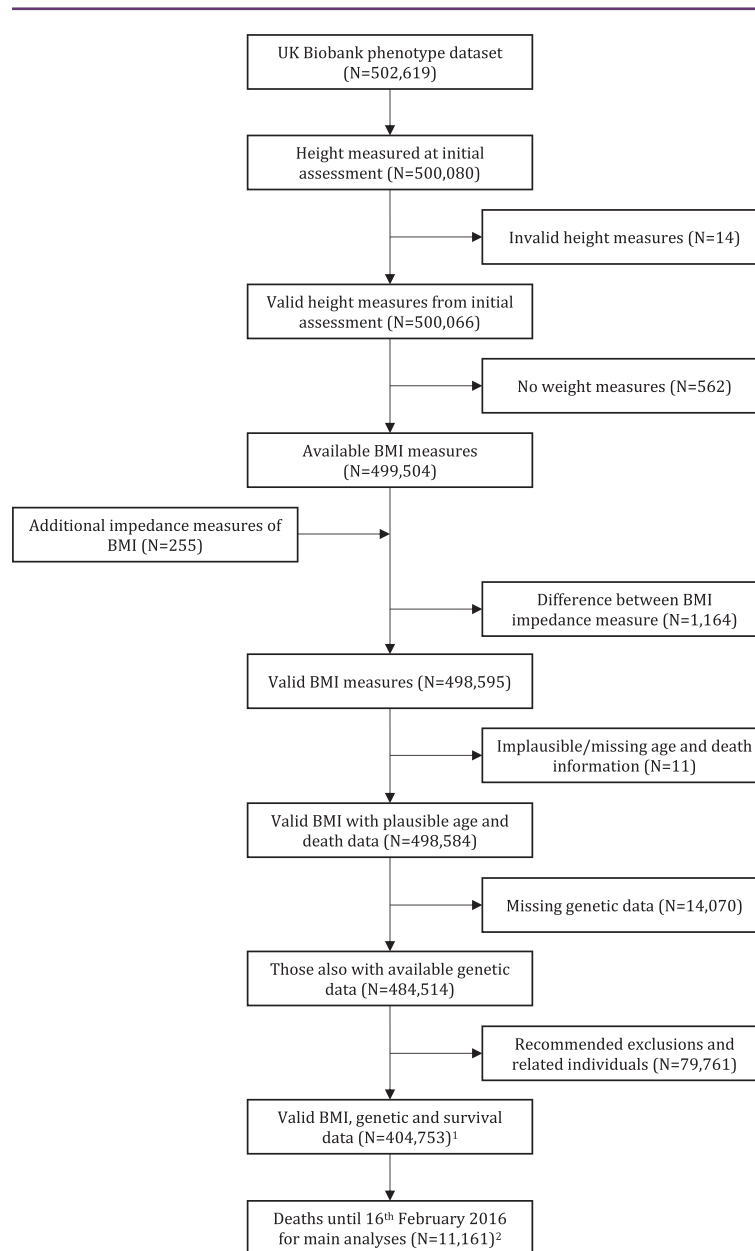 UK Biobank phenotype dataset
(N=502,619)
Height measured at initial
assessment (N=500,080)
Invalid height measures (N=14)
Valid height measures from initial
assessment (N=500,066)
No weight measures (N=562)
Available BMI measures
(N=499,504)
Additional impedance measures of
BMI (N=255)
Difference between BMI
impedance measure (N=1,164)
Valid BMI measures (N=498,595)
Implausible/missing age and death
information (N=11)
Valid BMI with plausible age and
death data (N=498,584)
Missing genetic data (N=14,070)
Those also with available genetic
data (N=484,514)
Recommended exclusions and
related individuals (N=79,761)
Valid BMI, genetic and survival
data (N=404,753)¹
Deaths until 16ᵗʰ February 2016
for main analyses (N=11,161)²